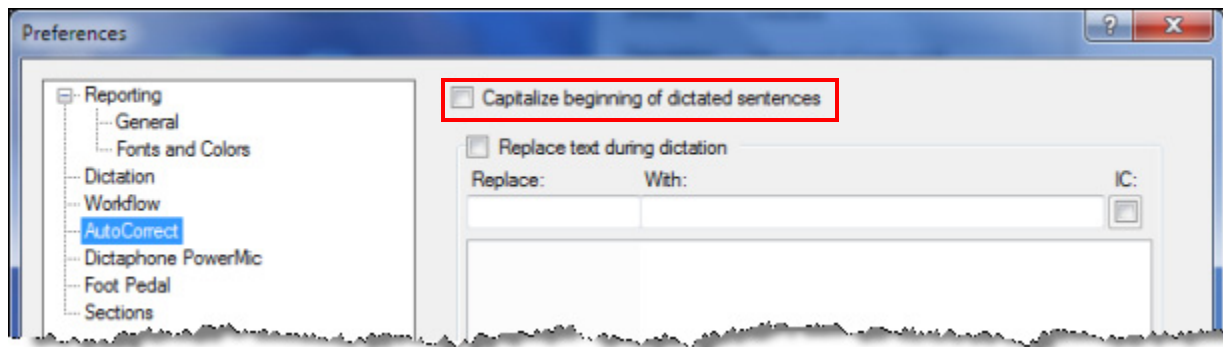 Preferences
?
X
Reporting
General
Fonts and Colors
Dictation
Workflow
AutoCorrect
Dictaphone PowerMic
Foot Pedal
Sections
Capitalize beginning of dictated sentences
Replace text during dictation
Replace: With: IC: